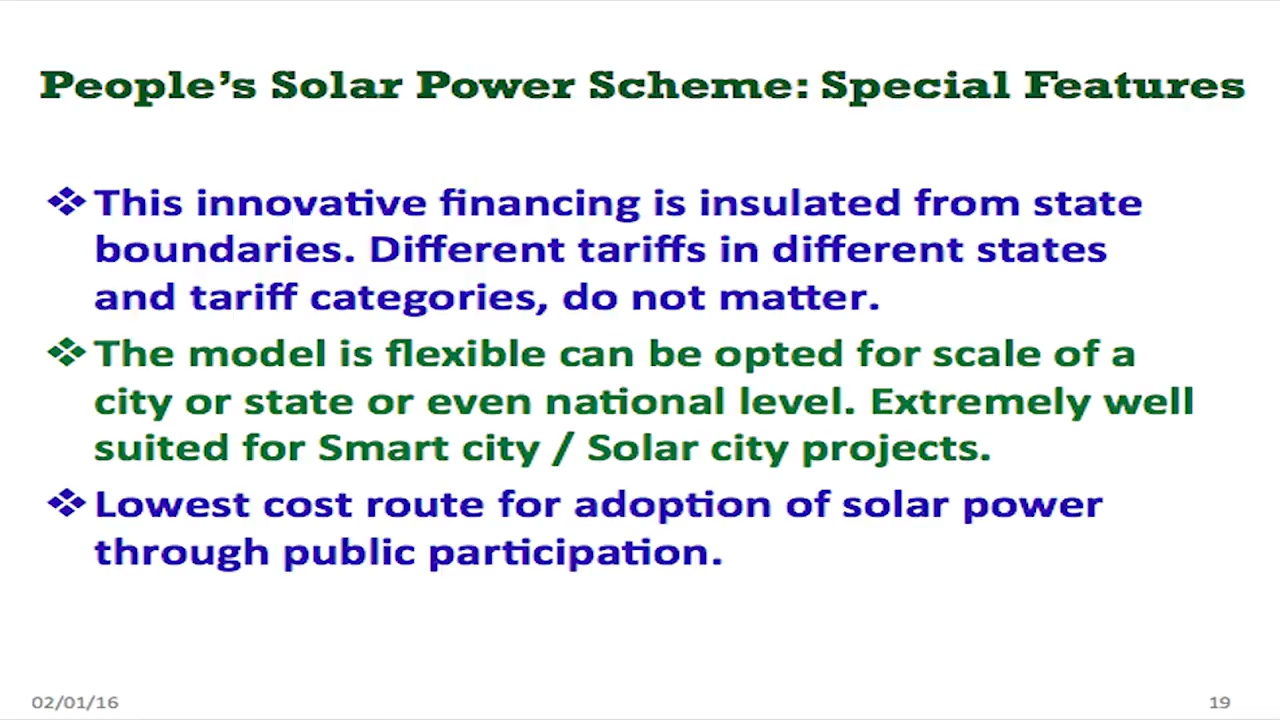 People’s Solar Power Scheme: Special Features
❖ This innovative financing is insulated from state
boundaries. Different tariffs in different states
and tariff categories, do not matter.
❖ The model is flexible can be opted for scale of a
city or state or even national level. Extremely well
suited for Smart city / Solar city projects.
❖ Lowest cost route for adoption of solar power
through public participation.
02/01/16
19